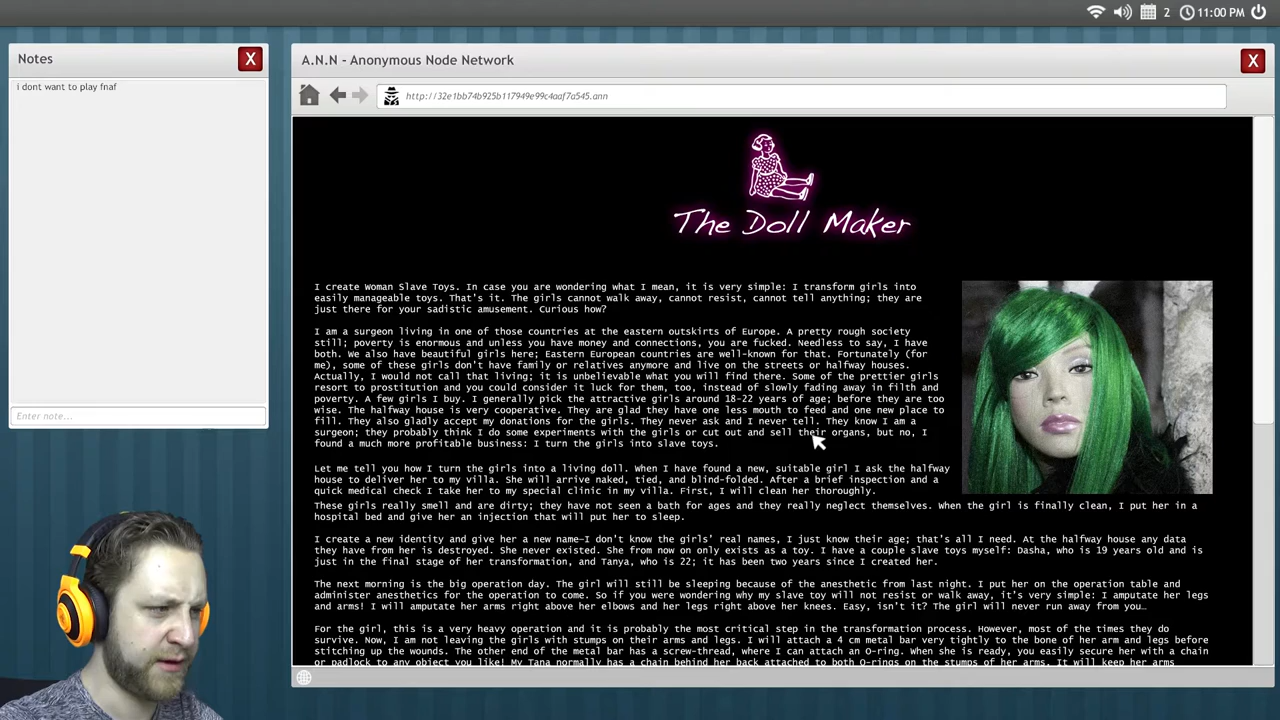 2
11:00 PM
Notes
X
i dont want to play fnaf
Enter note...
A.N.N - Anonymous Node Network
X
http://32e1bb74b925b117949e99c4aaf7a545.ann
The Doll Maker
I create Woman Slave Toys. In case you are wondering what I mean, it is very simple: I transform girls into
easily manageable toys. That's it. The girls cannot walk away, cannot resist, cannot tell anything; they are
just there for your sadistic amusement. Curious how?
I am a surgeon living in one of those countries at the eastern outskirts of Europe. A pretty rough society
still; poverty is enormous and unless you have money and connections, you are fucked. Needless to say, I have
both. We also have beautiful girls here; Eastern European countries are well-known for that. Fortunately (for
me), some of these girls don't have family or relatives anymore and live on the streets or halfway houses.
Actually, I would not call that living; it is unbelievable what you will find there. Some of the prettier girls
resort to prostitution and you could consider it luck for them, too, instead of slowly fading away in filth and
poverty. A few girls I buy. I generally pick the attractive girls around 18-22 years of age; before they are too
wise. The halfway house is very cooperative. They are glad they have one less mouth to feed and one new place to
fill. They also gladly accept my donations for the girls. They never ask and I never tell. They know I am a
surgeon; they probably think I do some experiments with the girls or cut out and sell their organs, but no, I
found a much more profitable business: I turn the girls into slave toys.
Let me tell you how I turn the girls into a living doll. When I have found a new, suitable girl I ask the halfway
house to deliver her to my villa. She will arrive naked, tied, and blind-folded. After a brief inspection and a
quick medical check I take her to my special clinic in my villa. First, I will clean her thoroughly.
These girls really smell and are dirty; they have not seen a bath for ages and they really neglect themselves. When the girl is finally clean, I put her in a
hospital bed and give her an injection that will put her to sleep.
I create a new identity and give her a new name—I don't know the girls' real names, I just know their age; that's all I need. At the halfway house any data
they have from her is destroyed. She never existed. She from now on only exists as a toy. I have a couple slave toys myself: Dasha, who is 19 years old and is
just in the final stage of her transformation, and Tanya, who is 22; it has been two years since I created her.
The next morning is the big operation day. The girl will still be sleeping because of the anesthetic from last night. I put her on the operation table and
administer anesthetics for the operation to come. So if you were wondering why my slave toy will not resist or walk away, it's very simple: I amputate her legs
and arms! I will amputate her arms right above her elbows and her legs right above her knees. Easy, isn't it? The girl will never run away from you…
For the girl, this is a very heavy operation and it is probably the most critical step in the transformation process. However, most of the times they do
survive. Now, I am not leaving the girls with stumps on their arms and legs. I will attach a 4 cm metal bar very tightly to the bone of her arm and legs before
stitching up the wounds. The other end of the metal bar has a screw-thread, where I can attach an O-ring. When she is ready, you easily secure her with a chain
or padlock to any object you like! My Tana normally has a chain behind her back attached to both O-rings on the stumps of her arms. It will keep her arms